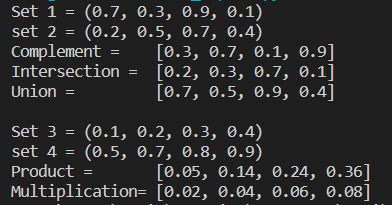 Set 1 = (0.7, 0.3, 0.9, 0.1)
set 2 = (0.2, 0.5, 0.7, 0.4)
Complement =    [0.3, 0.7, 0.1, 0.9]
Intersection =  [0.2, 0.3, 0.7, 0.1]
Union =         [0.7, 0.5, 0.9, 0.4]
Set 3 = (0.1, 0.2, 0.3, 0.4)
set 4 = (0.5, 0.7, 0.8, 0.9)
Product =       [0.05, 0.14, 0.24, 0.36]
Multiplication= [0.02, 0.04, 0.06, 0.08]